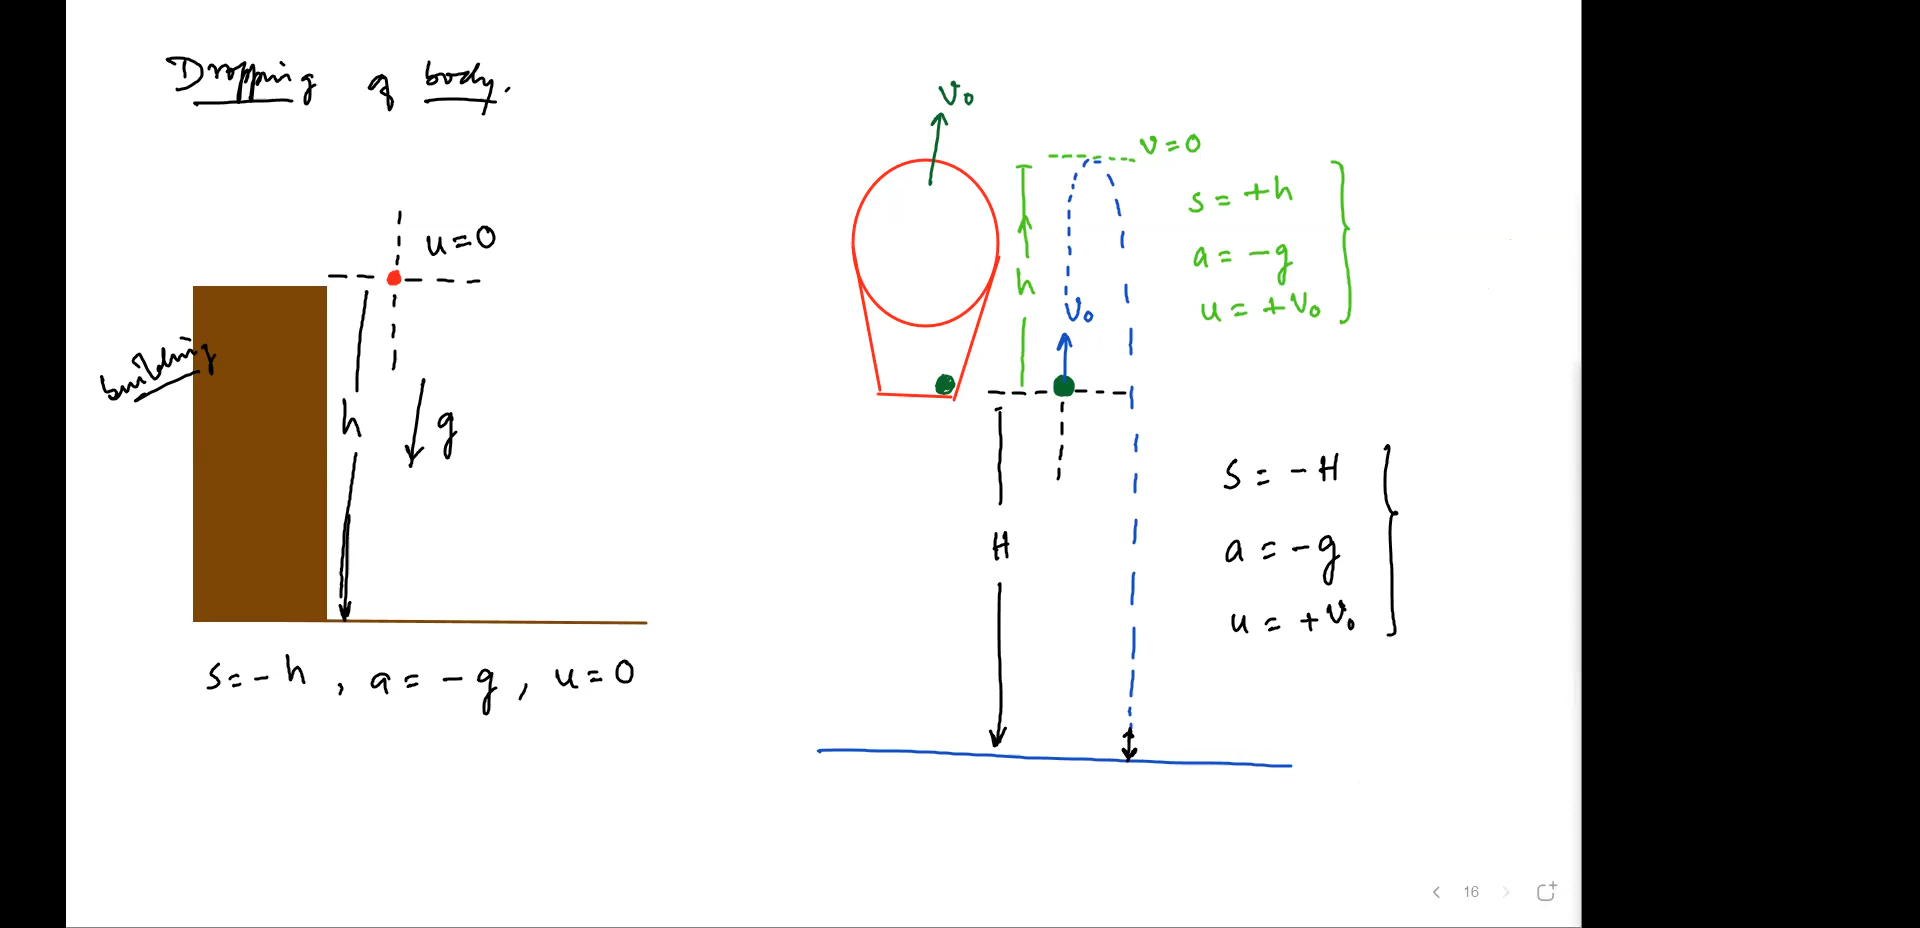 Dropping of body.
u=0
building
h
g
s=-h, a=-g, u=0
v₀
v=0
h
s=+h
a=-g
u=+v₀
v₀
H
S=-H
a=-g
u=+v₀
16